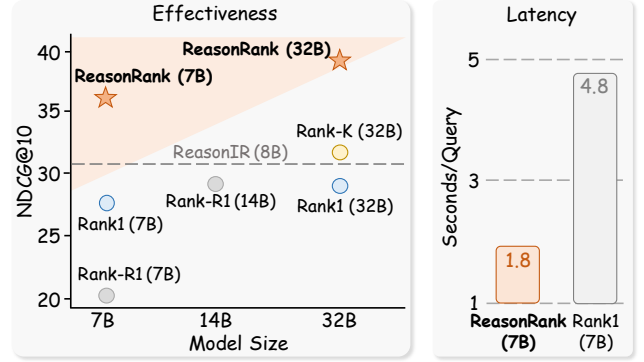 Effectiveness
NDCG@10
40
35
30
25
20
ReasonRank (32B)
ReasonRank (7B)
Rank-K (32B)
ReasonIR (8B)
Rank-R1 (14B)
Rank1 (32B)
Rank1 (7B)
Rank-R1 (7B)
7B
14B
32B
Model Size
Latency
Seconds/Query
5
3
1
4.8
1.8
ReasonRank
(7B)
Rank1
(7B)